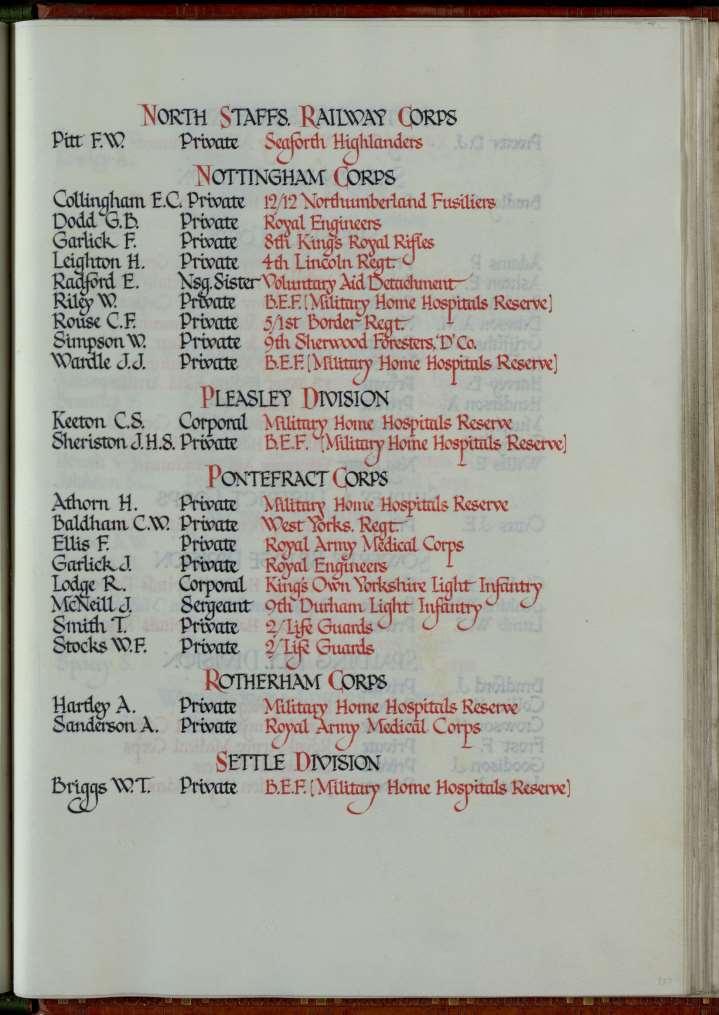 NORTH STAFFS. RAILWAY CORPS
Pitt F.W. Private Seaforth Highlanders
NOTTINGHAM CORPS
Collingham E.C. Private 12/12 Northumberland Fusiliers
Dodd G.B. Private Royal Engineers
Garlick F. Private 8th King's Royal Rifles
Leighton H. Private 4th Lincoln Regt.
Radford E. Nsg. Sister Voluntary Aid Detachment
Riley W. Private B.E.F. [Military Home Hospitals Reserve]
Rouse C.F. Private 5/1st Border Regt.
Simpson W. Private 9th Sherwood Foresters, 'D' Co.
Wardle J.J. Private B.E.F. [Military Home Hospitals Reserve]
PLEASLEY DIVISION
Keeton C.S. Corporal Military Home Hospitals Reserve
Sheriston J.H.S. Private B.E.F. [Military Home Hospitals Reserve]
PONTEFRACT CORPS
Athorn H. Private Military Home Hospitals Reserve
Baldham C.W. Private West Yorks. Regt.
Ellis F. Private Royal Army Medical Corps
Garlick J. Private Royal Engineers
Lodge R. Corporal King's Own Yorkshire Light Infantry
McNeill J. Sergeant 9th Durham Light Infantry
Smith T. Private 2/Life Guards
Stocks W.F. Private 2/Life Guards
ROTHERHAM CORPS
Hartley A. Private Military Home Hospitals Reserve
Sanderson A. Private Royal Army Medical Corps
SETTLE DIVISION
Briggs W.T. Private B.E.F. [Military Home Hospitals Reserve]